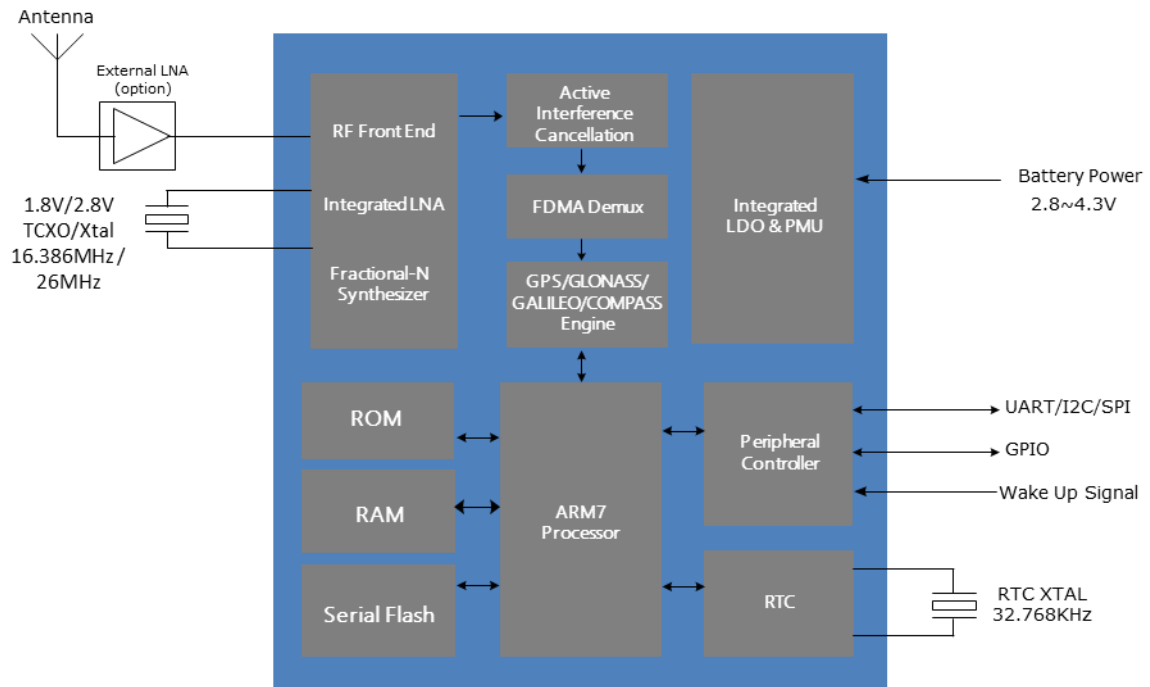 Antenna
External LNA
(option)
1.8V/2.8V
TCXO/Xtal
16.386MHz /
26MHz
RF Front End
Integrated LNA
Fractional-N
Synthesizer
Active
Interference
Cancellation
FDMA Demux
GPS/GLONASS/
GALILEO/COMPASS
Engine
Integrated
LDO & PMU
Battery Power
2.8~4.3V
ROM
RAM
Serial Flash
ARM7
Processor
Peripheral
Controller
RTC
UART/I2C/SPI
GPIO
Wake Up Signal
RTC XTAL
32.768KHz